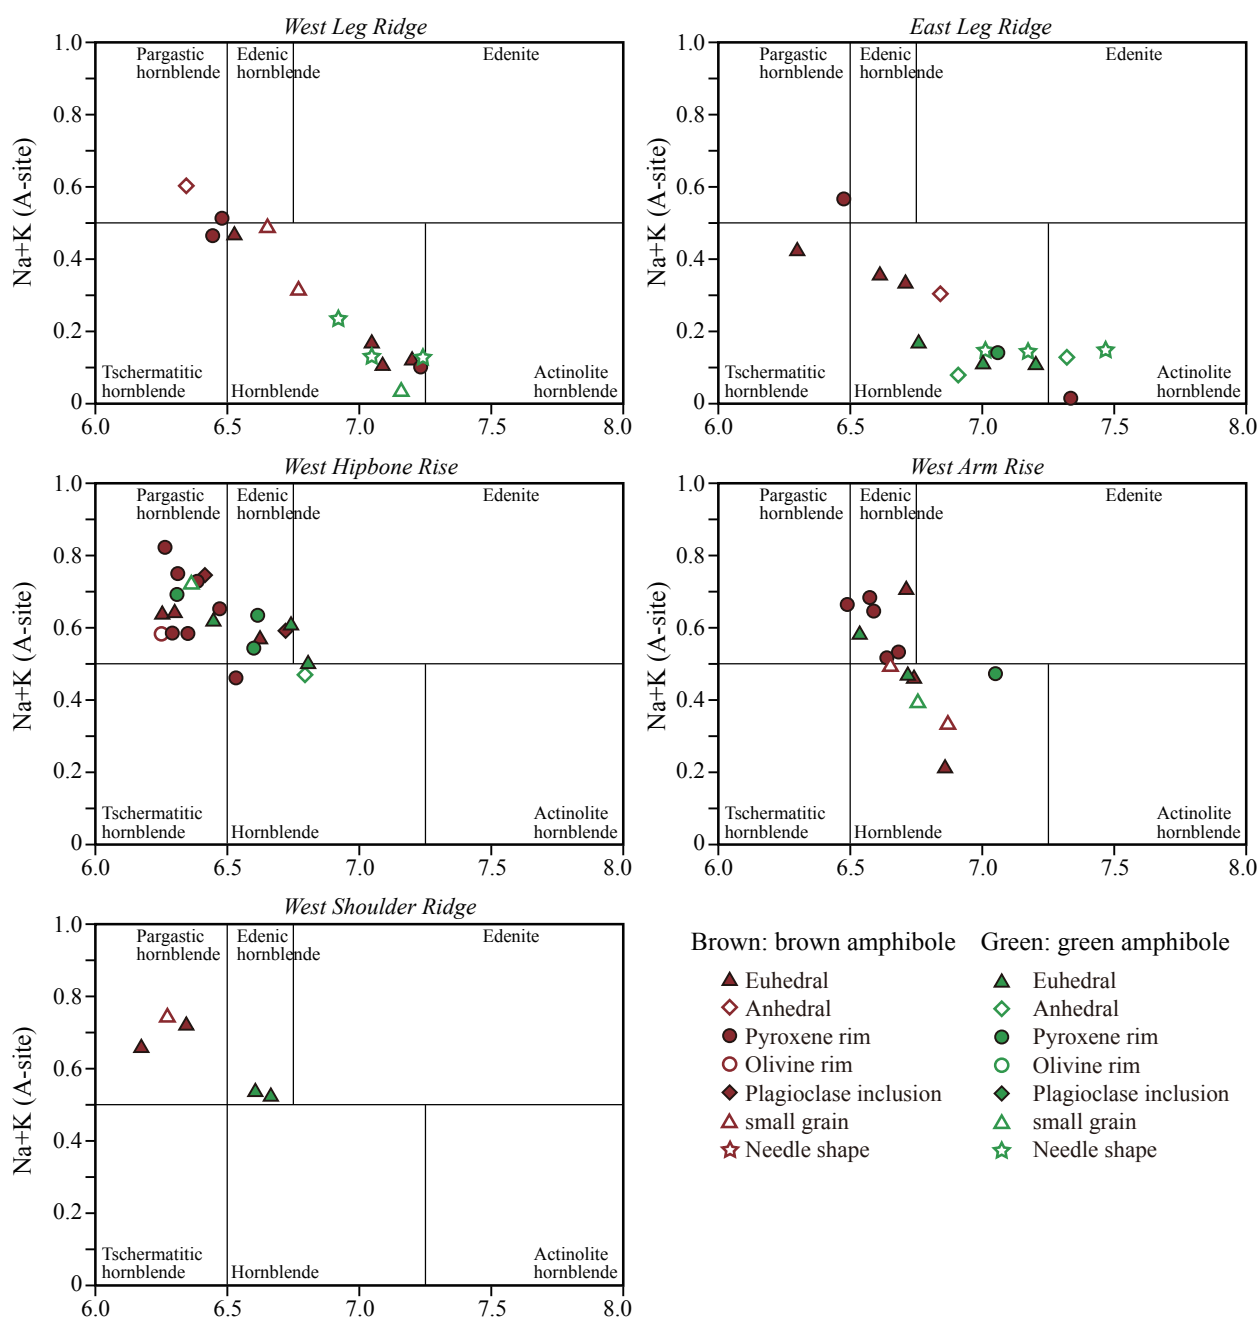 West Leg Ridge
East Leg Ridge
1.0
Pargastic
hornblende
Edenic
hornblende
Edenite
0.8
0.6
0.4
0.2
0
Na+K (A-site)
Tschermatitic
hornblende
Hornblende
Actinolite
hornblende
6.0 6.5 7.0 7.5 8.0
1.0
Pargastic
hornblende
Edenic
hornblende
Edenite
0.8
0.6
0.4
0.2
0
Na+K (A-site)
Tschermatitic
hornblende
Hornblende
Actinolite
hornblende
6.0 6.5 7.0 7.5 8.0
West Hipbone Rise
West Arm Rise
1.0
Pargastic
hornblende
Edenic
hornblende
Edenite
0.8
0.6
0.4
0.2
0
Na+K (A-site)
Tschermatitic
hornblende
Hornblende
Actinolite
hornblende
6.0 6.5 7.0 7.5 8.0
1.0
Pargastic
hornblende
Edenic
hornblende
Edenite
0.8
0.6
0.4
0.2
0
Na+K (A-site)
Tschermatitic
hornblende
Hornblende
Actinolite
hornblende
6.0 6.5 7.0 7.5 8.0
West Shoulder Ridge
1.0
Pargastic
hornblende
Edenic
hornblende
Edenite
0.8
0.6
0.4
0.2
0
Na+K (A-site)
Tschermatitic
hornblende
Hornblende
Actinolite
hornblende
6.0 6.5 7.0 7.5 8.0
Brown: brown amphibole
Euhedral
Anhedral
Pyroxene rim
Olivine rim
Plagioclase inclusion
small grain
Needle shape
Green: green amphibole
Euhedral
Anhedral
Pyroxene rim
Olivine rim
Plagioclase inclusion
small grain
Needle shape